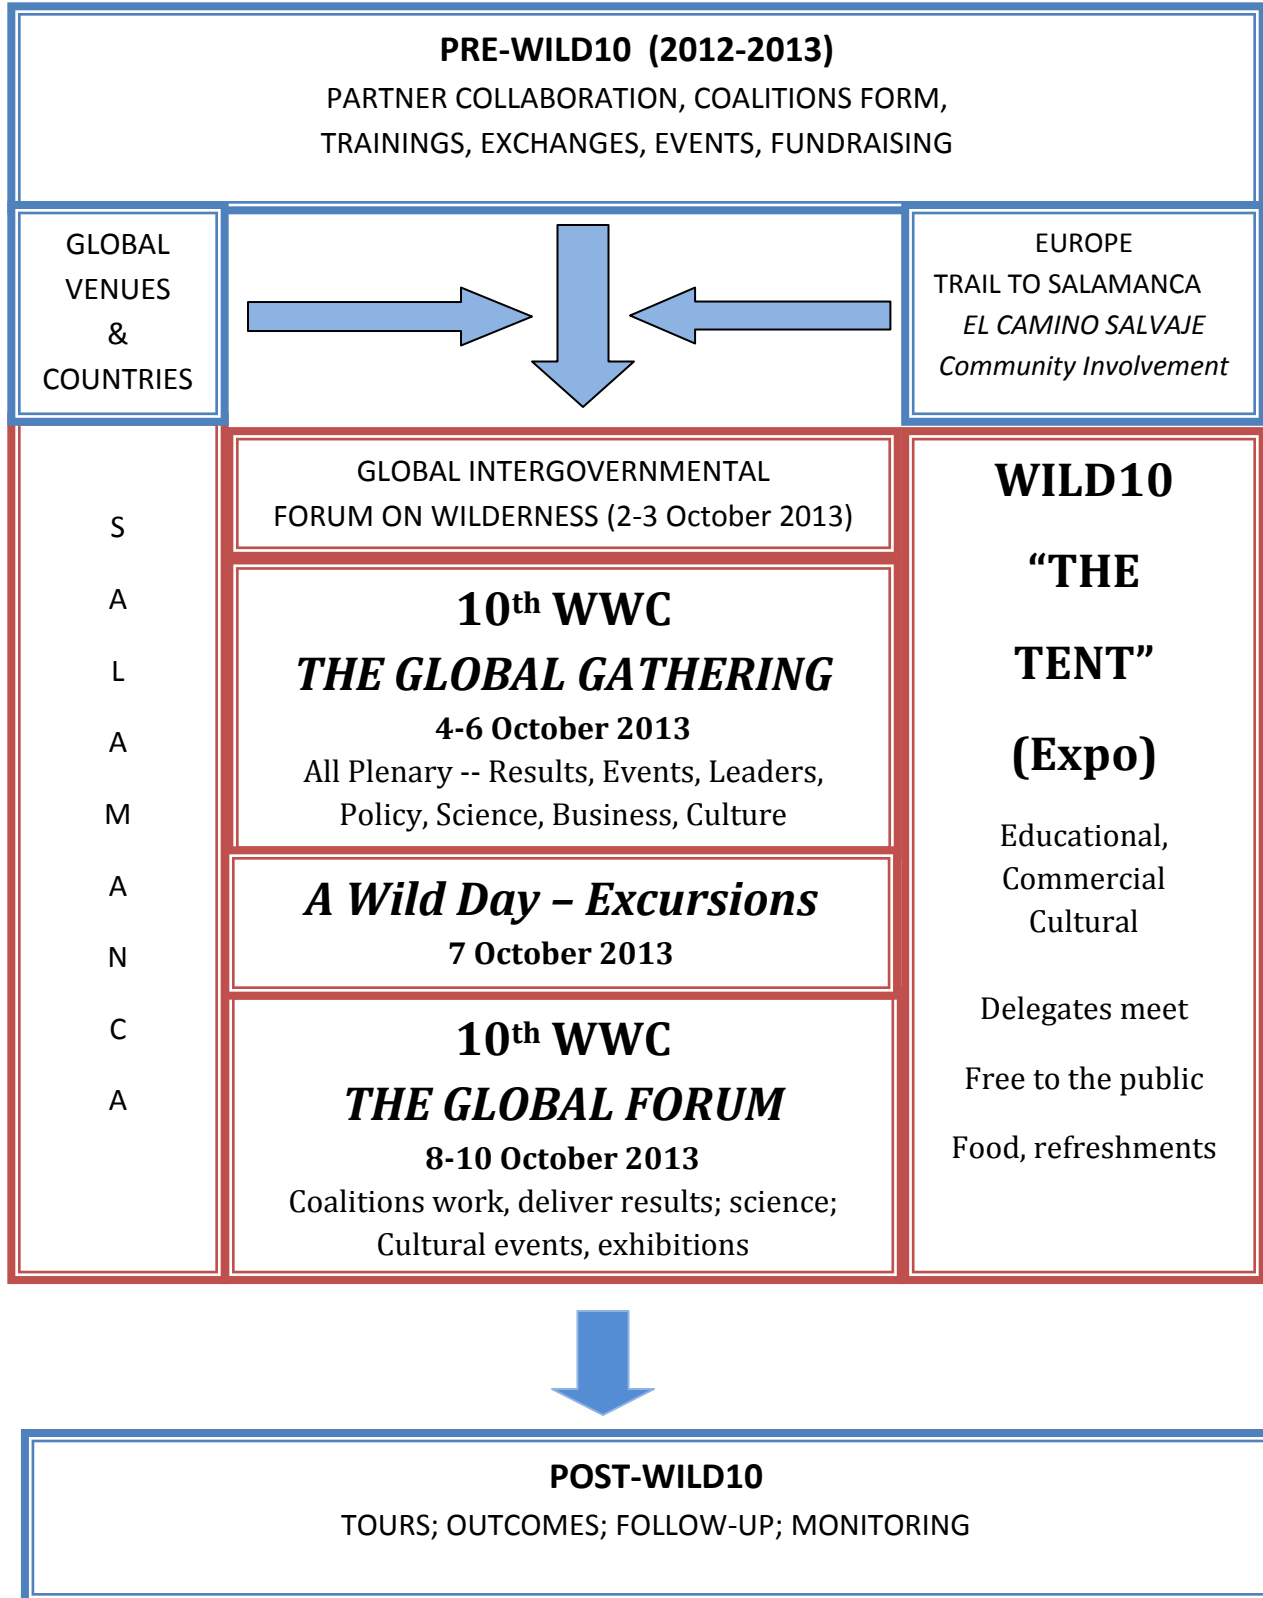 PRE-WILD10 (2012-2013)
PARTNER COLLABORATION, COALITIONS FORM,
TRAININGS, EXCHANGES, EVENTS, FUNDRAISING
GLOBAL
VENUES
&
COUNTRIES
EUROPE
TRAIL TO SALAMANCA
EL CAMINO SALVAJE
Community Involvement
S
A
L
A
M
A
N
C
A
GLOBAL INTERGOVERNMENTAL
FORUM ON WILDERNESS (2-3 October 2013)
10th WWC
THE GLOBAL GATHERING
4-6 October 2013
All Plenary -- Results, Events, Leaders,
Policy, Science, Business, Culture
A Wild Day – Excursions
7 October 2013
10th WWC
THE GLOBAL FORUM
8-10 October 2013
Coalitions work, deliver results; science;
Cultural events, exhibitions
WILD10
“THE
TENT”
(Expo)
Educational,
Commercial
Cultural
Delegates meet
Free to the public
Food, refreshments
POST-WILD10
TOURS; OUTCOMES; FOLLOW-UP; MONITORING